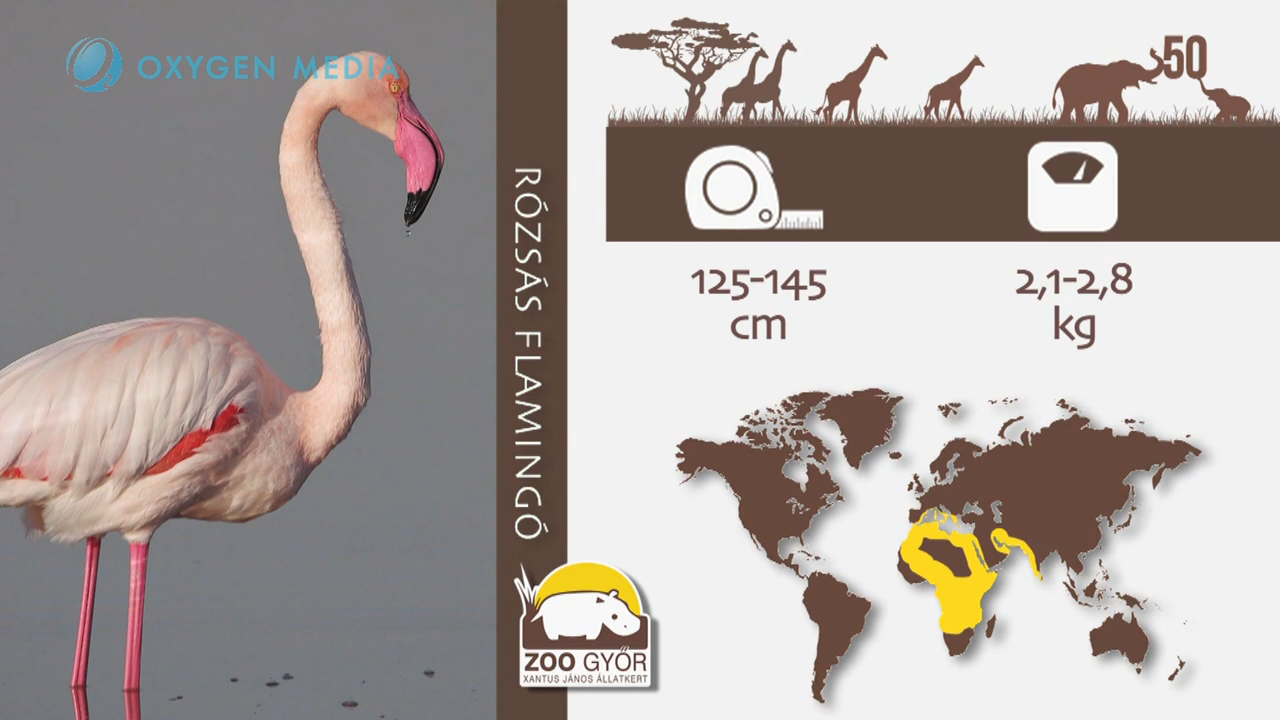 OXYGEN MEDIA
RÓZSÁS FLAMINGÓ
50
125-145
cm
2,1-2,8
kg
ZOO GYŐR
XANTUS JÁNOS ÁLLATKERT